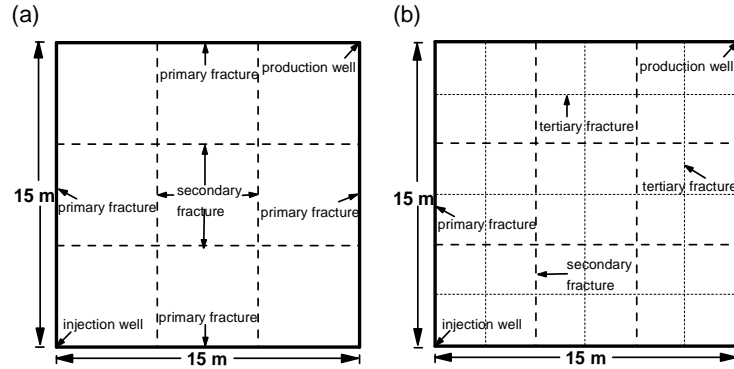 (a)
primary fracture
production well
secondary
fracture
15 m
primary fracture
primary fracture
injection well
primary fracture
15 m
(b)
production well
tertiary fracture
tertiary fracture
15 m
primary fracture
secondary
fracture
injection well
15 m